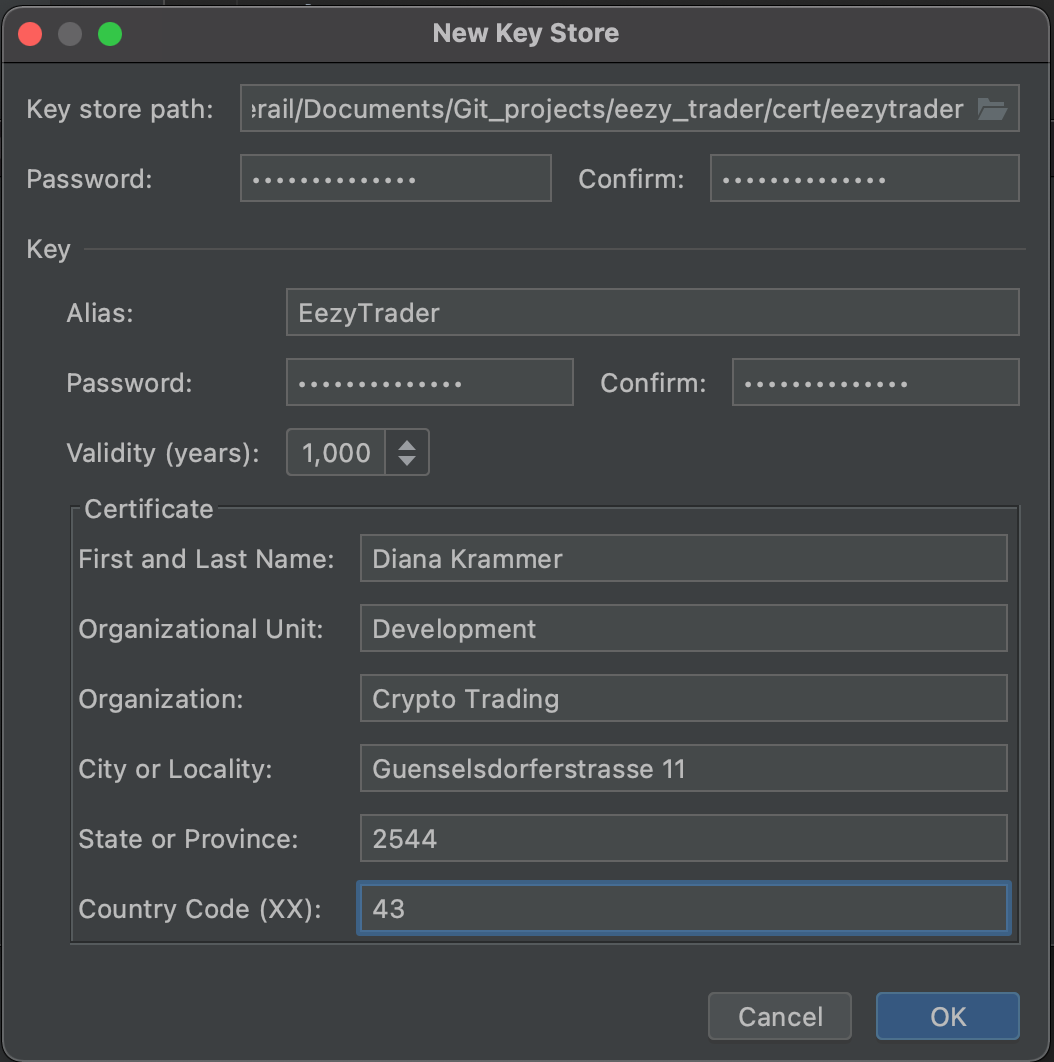 New Key Store
Key store path: erail/Documents/Git_projects/eezy_trader/cert/eezytrader
Password: •••••••••••••• Confirm: ••••••••••••••
Key
Alias: EezyTrader
Password: •••••••••••••• Confirm: ••••••••••••••
Validity (years): 1,000
Certificate
First and Last Name: Diana Krammer
Organizational Unit: Development
Organization: Crypto Trading
City or Locality: Guenselsdorferstrasse 11
State or Province: 2544
Country Code (XX): 43
Cancel OK